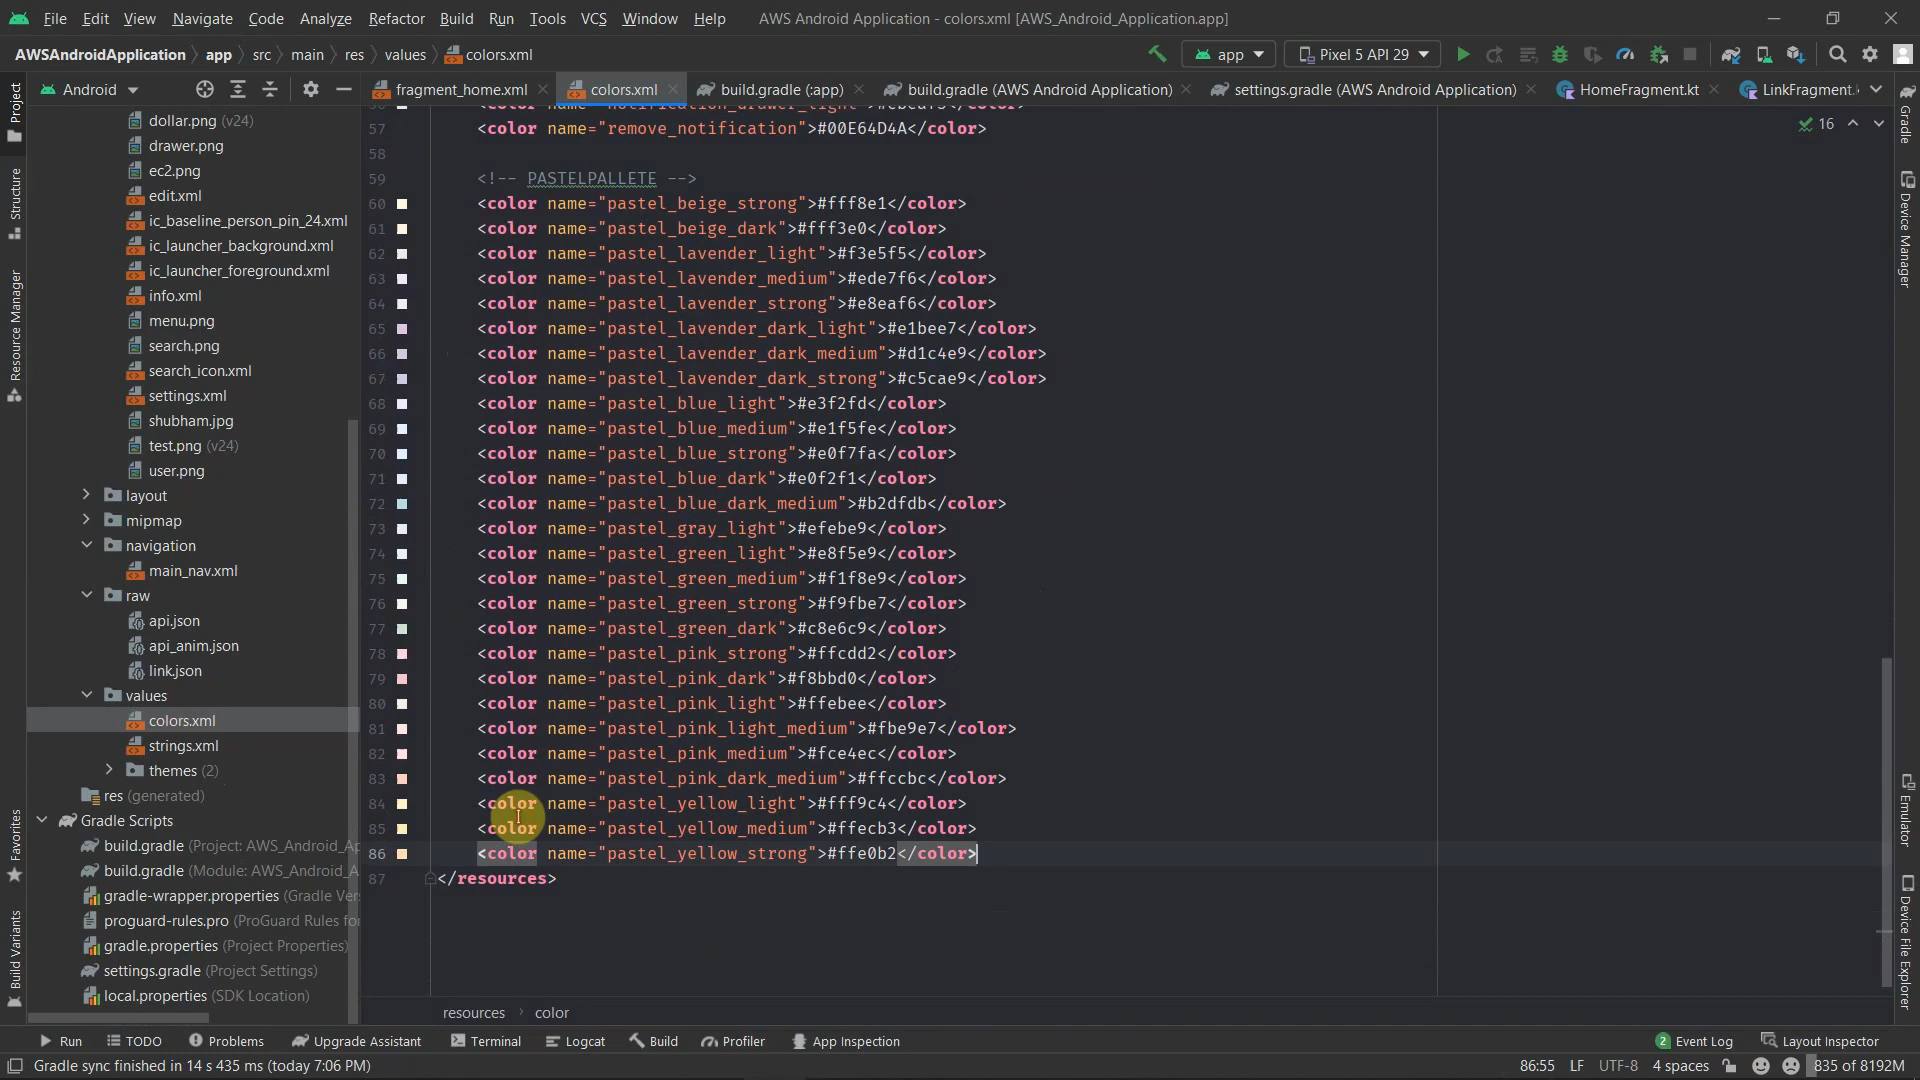 File Edit View Navigate Code Analyze Refactor Build Run Tools VCS Window Help AWS Android Application - colors.xml [AWS_Android_Application.app]
AWSAndroidApplication app src main res values colors.xml app Pixel 5 API 29
Android fragment_home.xml colors.xml build.gradle (:app) build.gradle (AWS Android Application) settings.gradle (AWS Android Application) HomeFragment.kt LinkFragment.
Project
Structure
Resource Manager
Favorites
Build Variants
dollar.png (v24)
drawer.png
ec2.png
edit.xml
ic_baseline_person_pin_24.xml
ic_launcher_background.xml
ic_launcher_foreground.xml
info.xml
menu.png
search.png
search_icon.xml
settings.xml
shubham.jpg
test.png (v24)
user.png
layout
mipmap
navigation
main_nav.xml
raw
api.json
api_anim.json
link.json
values
colors.xml
strings.xml
themes (2)
res (generated)
Gradle Scripts
build.gradle (Project: AWS_Android_Ap
build.gradle (Module: AWS_Android_A
gradle-wrapper.properties (Gradle Ver
proguard-rules.pro (ProGuard Rules fo
gradle.properties (Project Properties)
settings.gradle (Project Settings)
local.properties (SDK Location)
57 <color name="remove_notification">#00E64D4A</color>
58
59 <!-- PASTELPALLETE -->
60 <color name="pastel_beige_strong">#fff8e1</color>
61 <color name="pastel_beige_dark">#fff3e0</color>
62 <color name="pastel_lavender_light">#f3e5f5</color>
63 <color name="pastel_lavender_medium">#ede7f6</color>
64 <color name="pastel_lavender_strong">#e8eaf6</color>
65 <color name="pastel_lavender_dark_light">#e1bee7</color>
66 <color name="pastel_lavender_dark_medium">#d1c4e9</color>
67 <color name="pastel_lavender_dark_strong">#c5cae9</color>
68 <color name="pastel_blue_light">#e3f2fd</color>
69 <color name="pastel_blue_medium">#e1f5fe</color>
70 <color name="pastel_blue_strong">#e0f7fa</color>
71 <color name="pastel_blue_dark">#e0f2f1</color>
72 <color name="pastel_blue_dark_medium">#b2dfdb</color>
73 <color name="pastel_gray_light">#efebe9</color>
74 <color name="pastel_green_light">#e8f5e9</color>
75 <color name="pastel_green_medium">#f1f8e9</color>
76 <color name="pastel_green_strong">#f9fbe7</color>
77 <color name="pastel_green_dark">#c8e6c9</color>
78 <color name="pastel_pink_strong">#ffcdd2</color>
79 <color name="pastel_pink_dark">#f8bbd0</color>
80 <color name="pastel_pink_light">#ffebee</color>
81 <color name="pastel_pink_light_medium">#fbe9e7</color>
82 <color name="pastel_pink_medium">#fce4ec</color>
83 <color name="pastel_pink_dark_medium">#ffccbc</color>
84 <color name="pastel_yellow_light">#fff9c4</color>
85 <color name="pastel_yellow_medium">#ffecb3</color>
86 <color name="pastel_yellow_strong">#ffe0b2</color>
87 </resources>
16
Gradle
Device Manager
Emulator
Device File Explorer
resources color
Run TODO Problems Upgrade Assistant Terminal Logcat Build Profiler App Inspection 2 Event Log Layout Inspector
Gradle sync finished in 14 s 435 ms (today 7:06 PM) 86:55 LF UTF-8 4 spaces 835 of 8192M